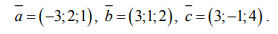 a̅ = (−3; 2; 1), b̅ = (3; 1; 2), c̅ = (3; −1; 4).